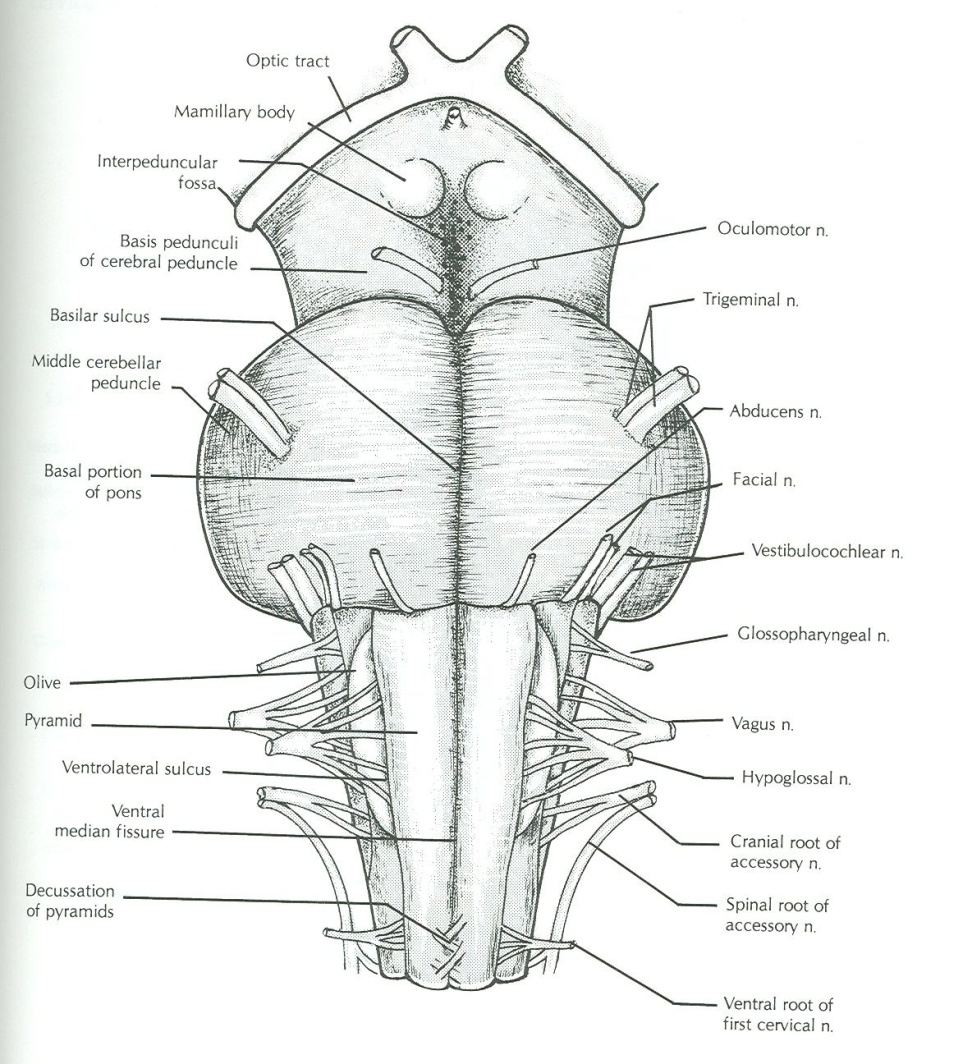 Optic tract
Mamillary body
Interpeduncular
fossa
Basis pedunculi
of cerebral peduncle
Basilar sulcus
Middle cerebellar
peduncle
Basal portion
of pons
Olive
Pyramid
Ventrolateral sulcus
Ventral
median fissure
Decussation
of pyramids
Oculomotor n.
Trigeminal n.
Abducens n.
Facial n.
Vestibulocochlear n.
Glossopharyngeal n.
Vagus n.
Hypoglossal n.
Cranial root of
accessory n.
Spinal root of
accessory n.
Ventral root of
first cervical n.